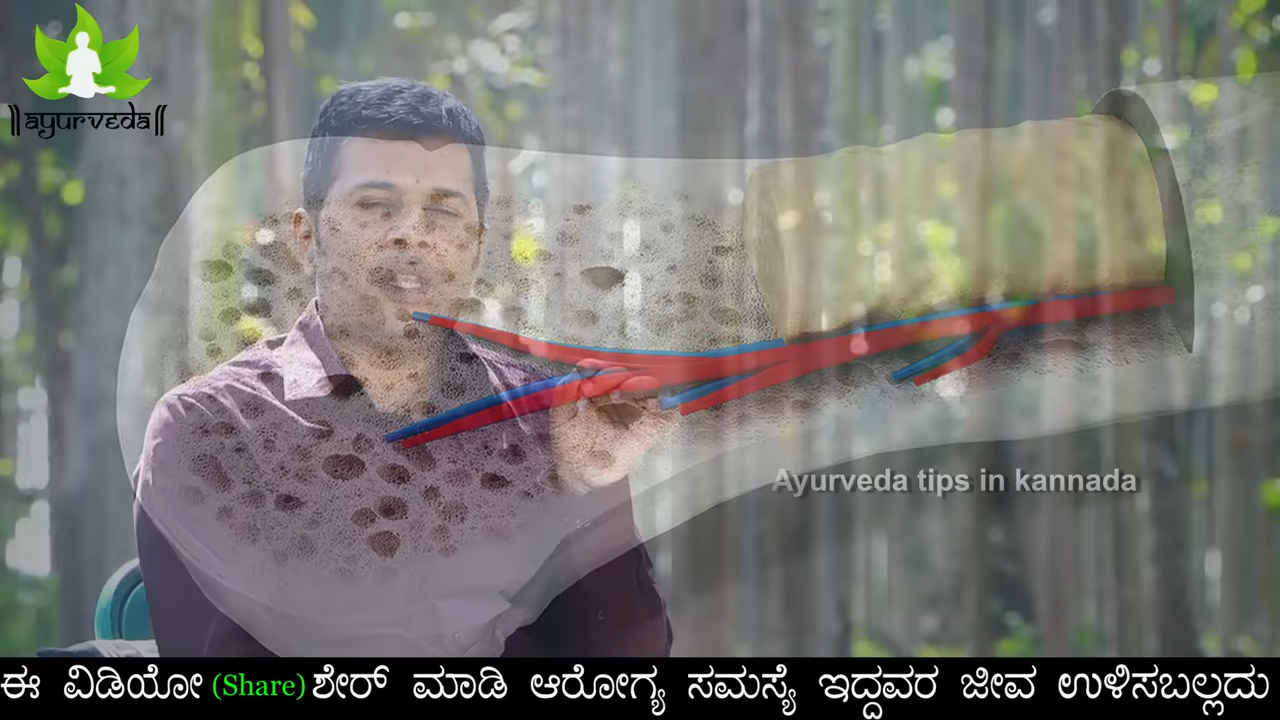 ॥ayurveda॥
Ayurveda tips in kannada
ಈ ವಿಡಿಯೋ (Share) ಶೇರ್ ಮಾಡಿ ಆರೋಗ್ಯ ಸಮಸ್ಯೆ ಇದ್ದವರ ಜೀವ ಉಳಿಸಬಲ್ಲದು